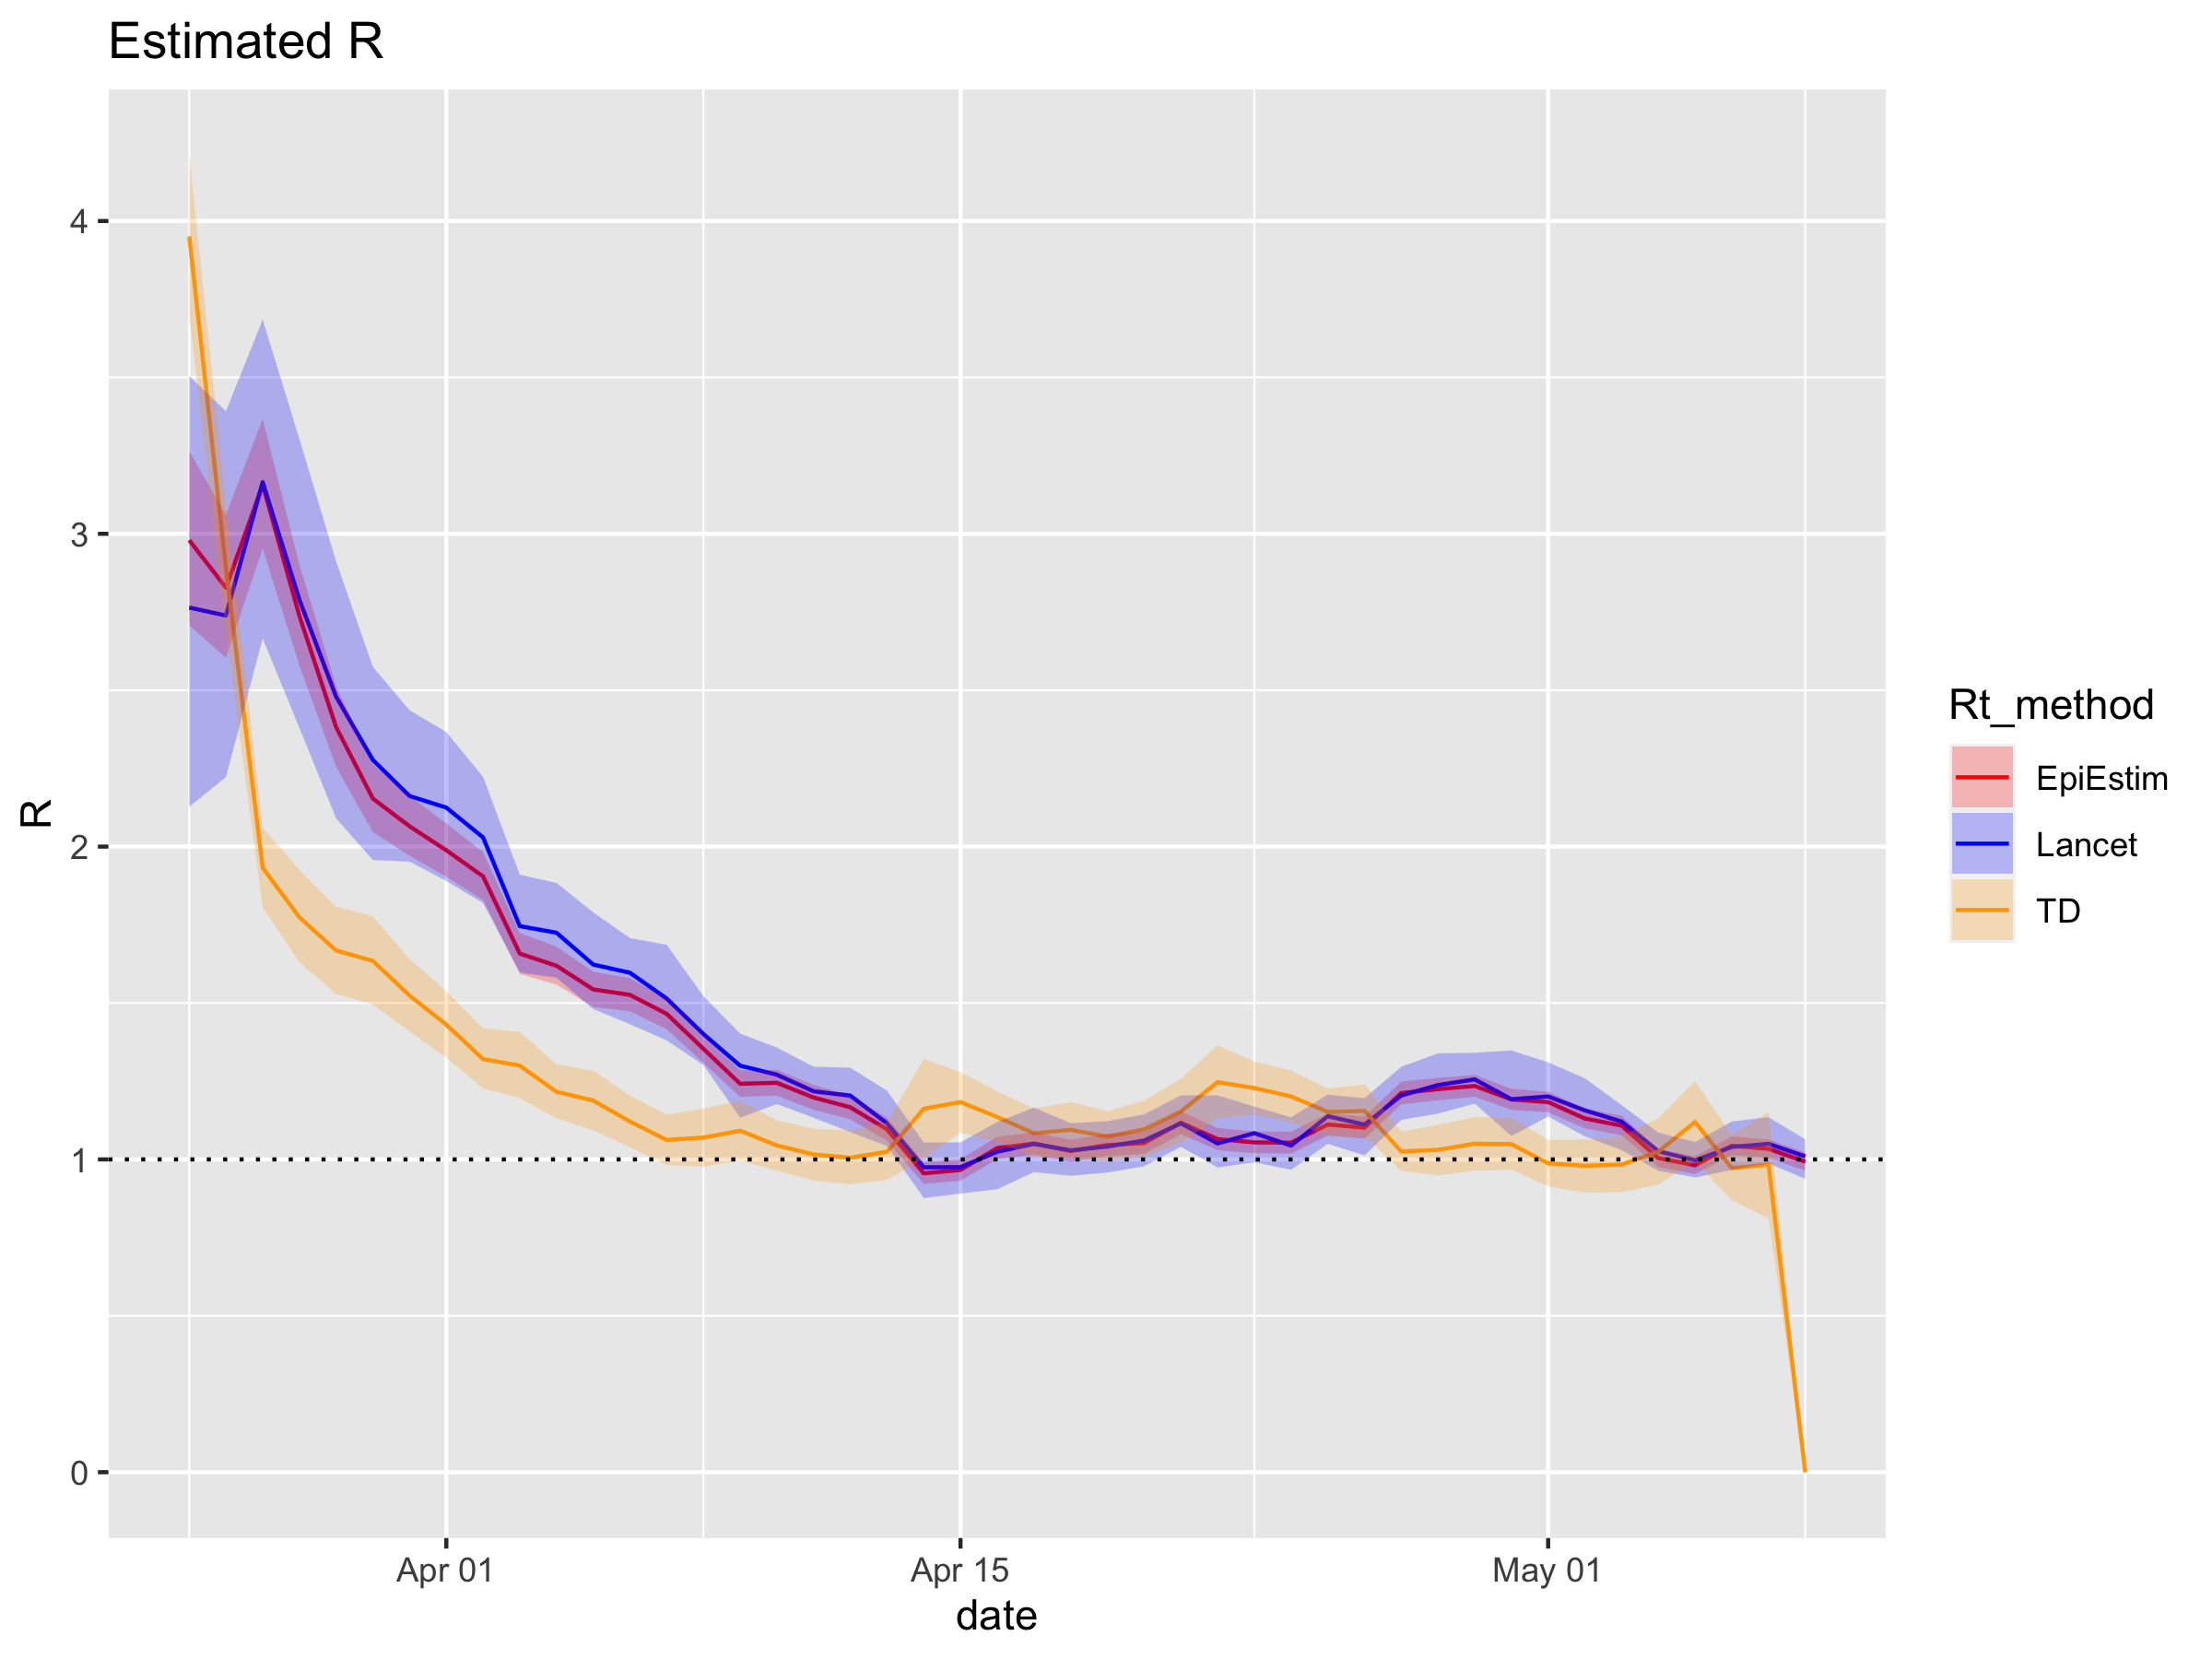 Estimated R
4
3
2
1
0
R
Apr 01
Apr 15
May 01
date
Rt_method
EpiEstim
Lancet
TD